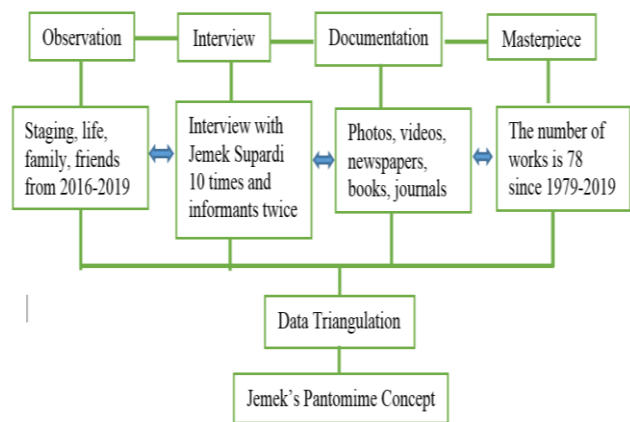 Observation
Interview
Documentation
Masterpiece
Staging, life,
family, friends
from 2016-2019
Interview with
Jemek Supardi
10 times and
informants twice
Photos, videos,
newspapers,
books, journals
The number of
works is 78
since 1979-2019
Data Triangulation
Jemek's Pantomime Concept